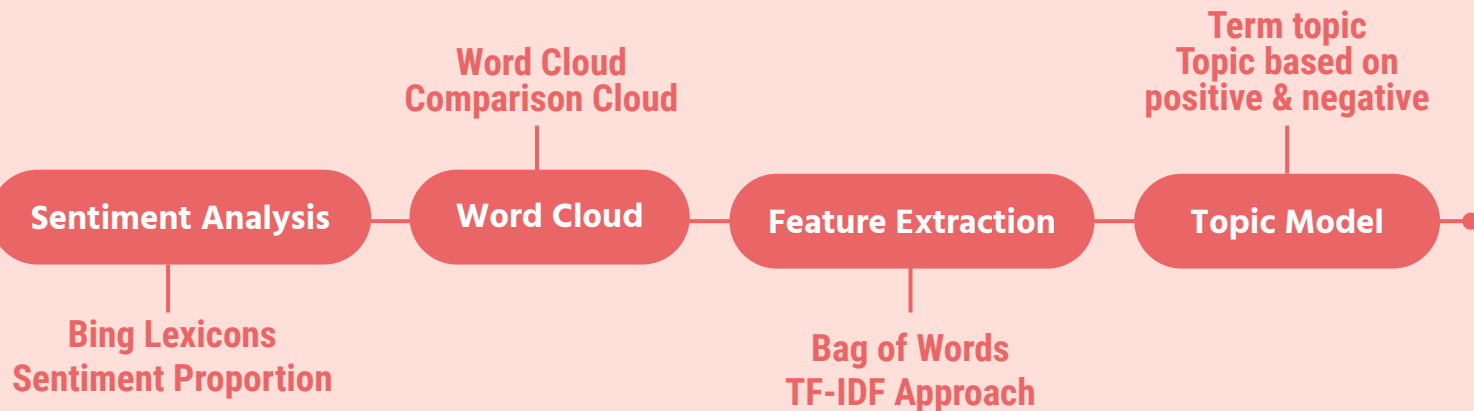 Term topic
Topic based on
positive & negative
Word Cloud
Comparison Cloud
Sentiment Analysis
Word Cloud
Feature Extraction
Topic Model
Bing Lexicons
Sentiment Proportion
Bag of Words
TF-IDF Approach